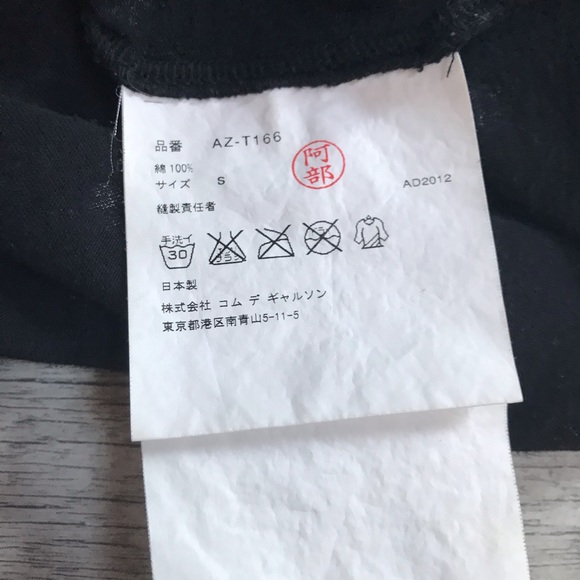 品番 AZ-T166
綿 100%
サイズ S
阿部
AD2012
縫製責任者
手洗イ
30
日本製
株式会社 コム デ ギャルソン
東京都港区南青山5-11-5